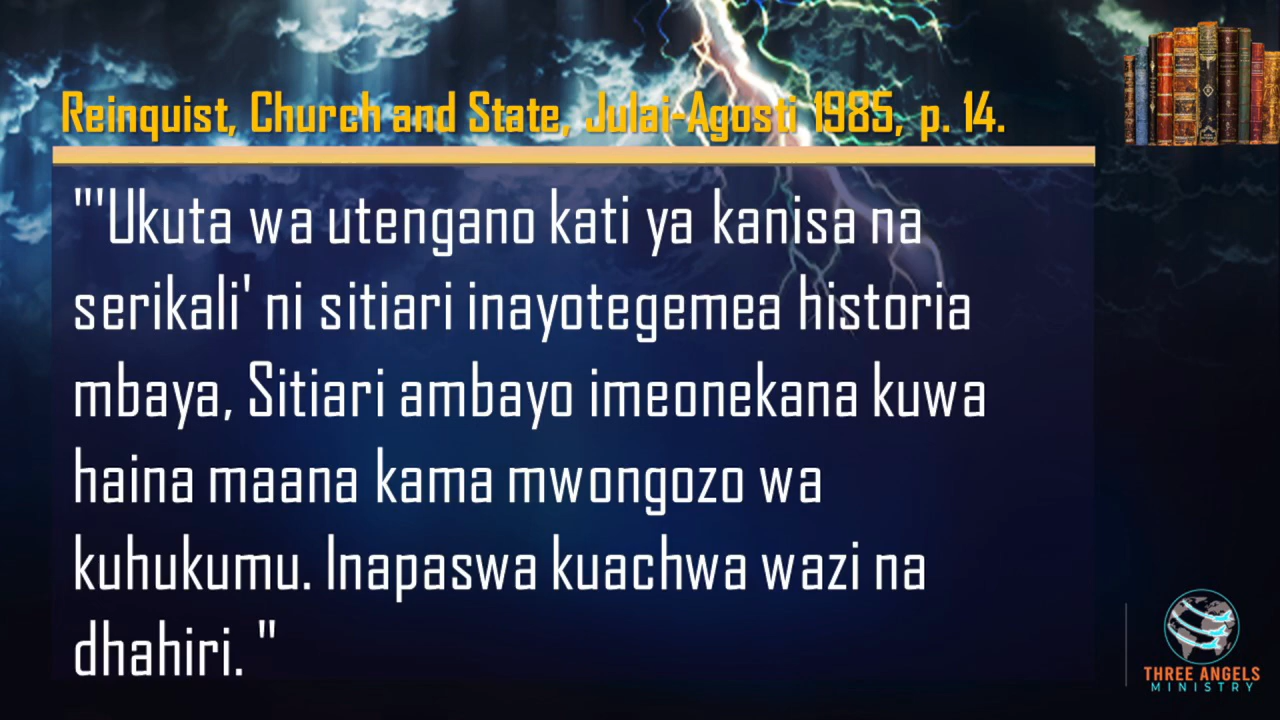 Reinquist, Church and State, Julai-Agosti 1985, p. 14.
"'Ukuta wa utengano kati ya kanisa na
serikali' ni sitiari inayotegemea historia
mbaya, Sitiari ambayo imeonekana kuwa
haina maana kama mwongozo wa
kuhukumu. Inapaswa kuachwa wazi na
dhahiri. "
THREE ANGELS
MINISTRY